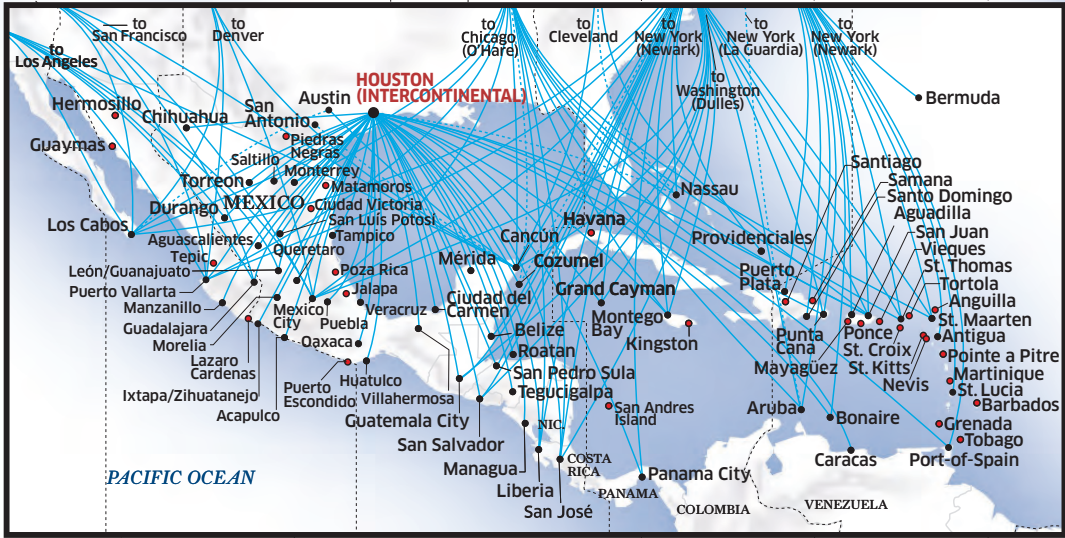 to
San Francisco
to
Denver
to
Chicago
(O'Hare)
to
Cleveland
to
New York
(Newark)
to
New York
(La Guardia)
to
New York
(Newark)
to
Los Angeles
to
Washington
(Dulles)
HOUSTON
(INTERCONTINENTAL)
Bermuda
Austin
San
Antonio
Hermosillo
Chihuahua
Guaymas
Piedras
Negras
Saltillo
Monterrey
Torreon
Matamoros
MEXICO
Durango
Ciudad Victoria
San Luís Potosí
Los Cabos
Tampico
Aguascalientes
Queretaro
Tepic
León/Guanajuato
Poza Rica
Puerto Vallarta
Jalapa
Manzanillo
Mexico
City
Puebla
Veracruz
Guadalajara
Morelia
Oaxaca
Lazaro
Cardenas
Ixtapa/Zihuatanejo
Acapulco
Puerto
Escondido
Huatulco
Villahermosa
Mérida
Cancún
Cozumel
Ciudad del
Carmen
Havana
Nassau
Grand Cayman
Montego
Bay
Kingston
Belize
Roatan
San Pedro Sula
Tegucigalpa
Guatemala City
San Salvador
Managua
Liberia
San José
NIC.
COSTA
RICA
PANAMA
San Andres
Island
Panama City
COLOMBIA
VENEZUELA
PACIFIC OCEAN
Santiago
Samana
Santo Domingo
Aguadilla
San Juan
Vieques
St. Thomas
Tortola
Anguilla
St. Maarten
Antigua
Providenciales
Puerto
Plata
Punta
Cana
Ponce
Mayagüez
St. Croix
St. Kitts
Nevis
Pointe a Pitre
Martinique
St. Lucia
Barbados
Grenada
Tobago
Port-of-Spain
Aruba
Bonaire
Caracas